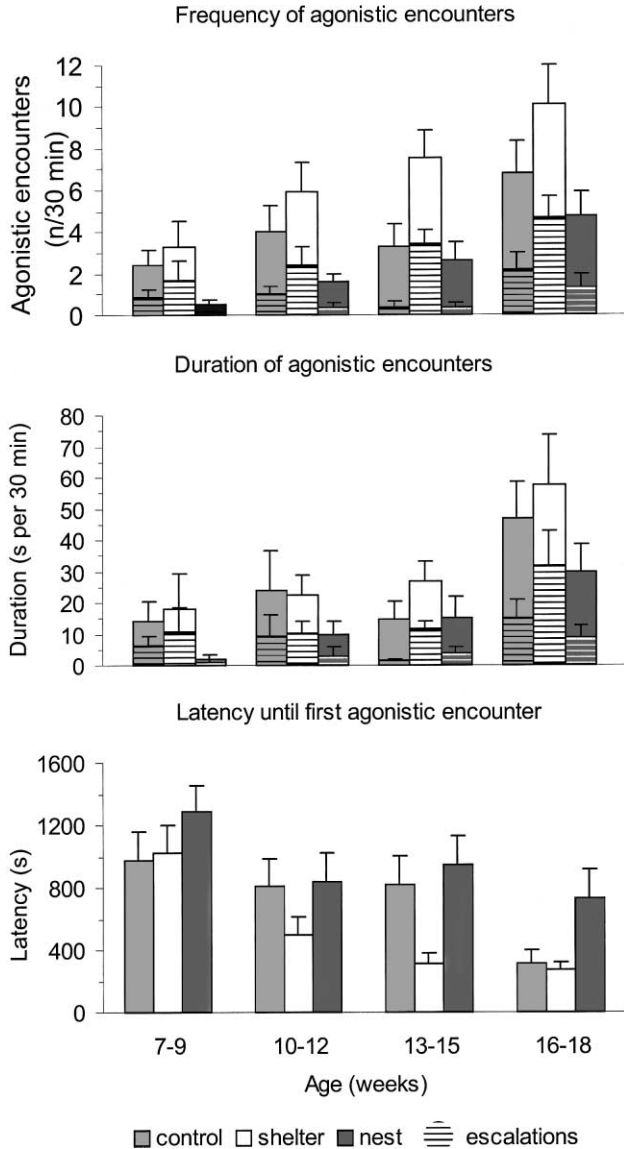 Frequency of agonistic encounters
Agonistic encounters
(n/30 min)
12
10
8
6
4
2
0
Duration of agonistic encounters
Duration (s per 30 min)
80
70
60
50
40
30
20
10
0
Latency until first agonistic encounter
Latency (s)
1600
1200
800
400
0
7-9 10-12 13-15 16-18
Age (weeks)
control shelter nest escalations